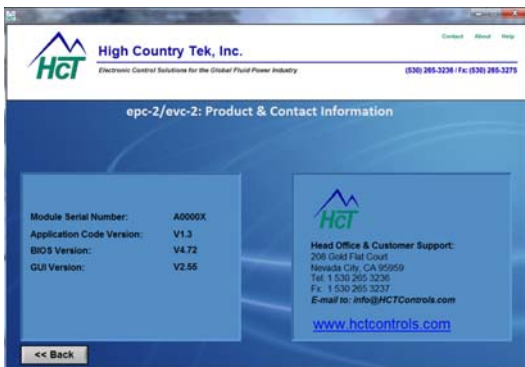 Contact About Help
HCT
High Country Tek, Inc.
Electronic Control Solutions for the Global Fluid Power Industry
(530) 265-3236 / Fx: (530) 265-3275
epc-2/evc-2: Product & Contact Information
Module Serial Number: A0000X
Application Code Version: V1.3
BIOS Version: V4.72
GUI Version: V2.55
HCT
Head Office & Customer Support:
208 Gold Flat Court
Nevada City, CA 95959
Tel: 1 530 265 3236
Fx: 1 530 265 3237
E-mail to: info@HCTControls.com
www.hctcontrols.com
<< Back